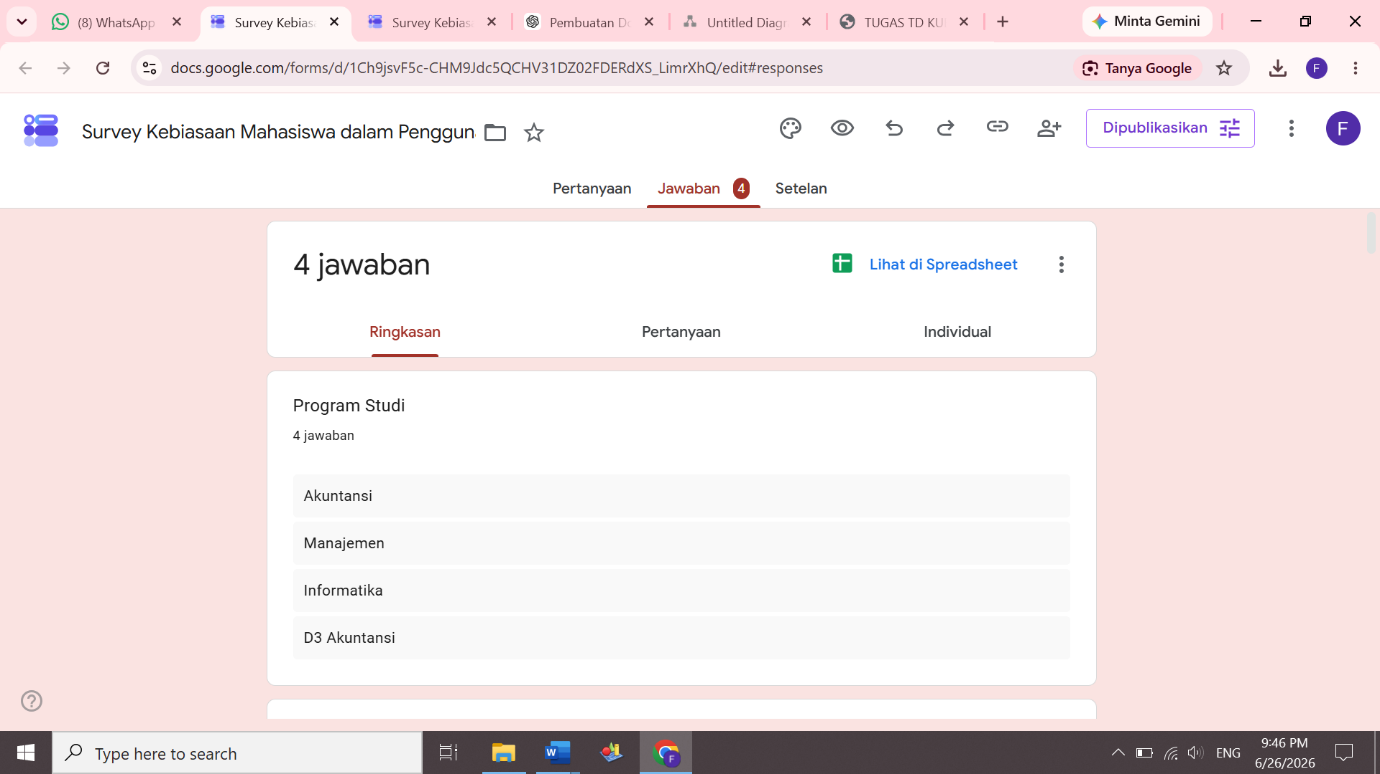 (8) WhatsApp
Survey Kebias
Survey Kebias
Pembuatan Do
Untitled Diagr
TUGAS TD KU
Minta Gemini
docs.google.com/forms/d/1Ch9jsvF5c-CHM9Jdc5QCHV31DZ02FDERdXS_LimrXhQ/edit#responses
Tanya Google
F
Survey Kebiasaan Mahasiswa dalam Penggun
Dipublikasikan
F
Pertanyaan
Jawaban 4
Setelan
4 jawaban
Lihat di Spreadsheet
Ringkasan
Pertanyaan
Individual
Program Studi
4 jawaban
Akuntansi
Manajemen
Informatika
D3 Akuntansi
Type here to search
W
F
ENG
9:46 PM
6/26/2026